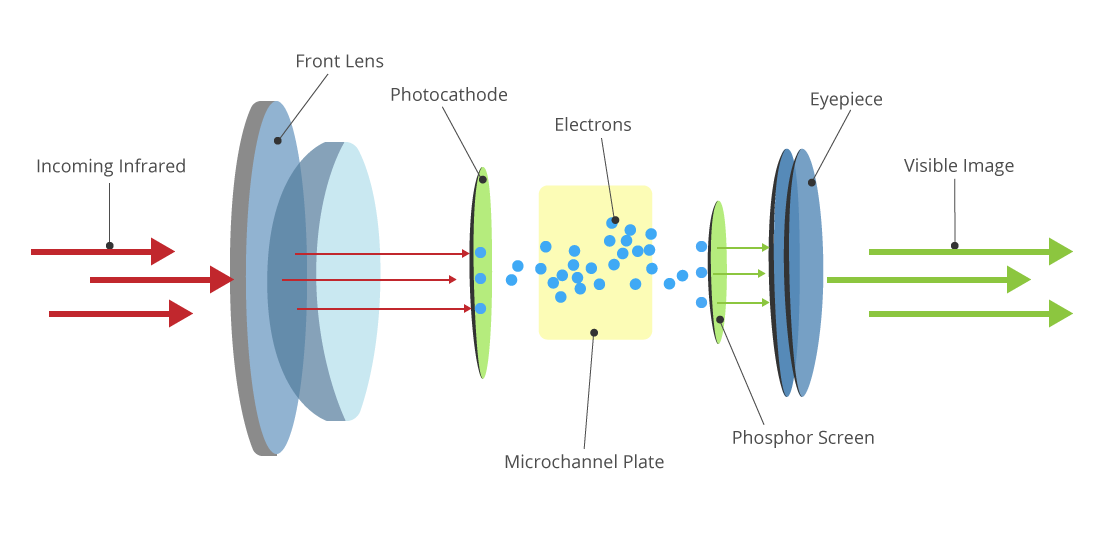 Front Lens
Photocathode
Eyepiece
Electrons
Incoming Infrared
Visible Image
Phosphor Screen
Microchannel Plate